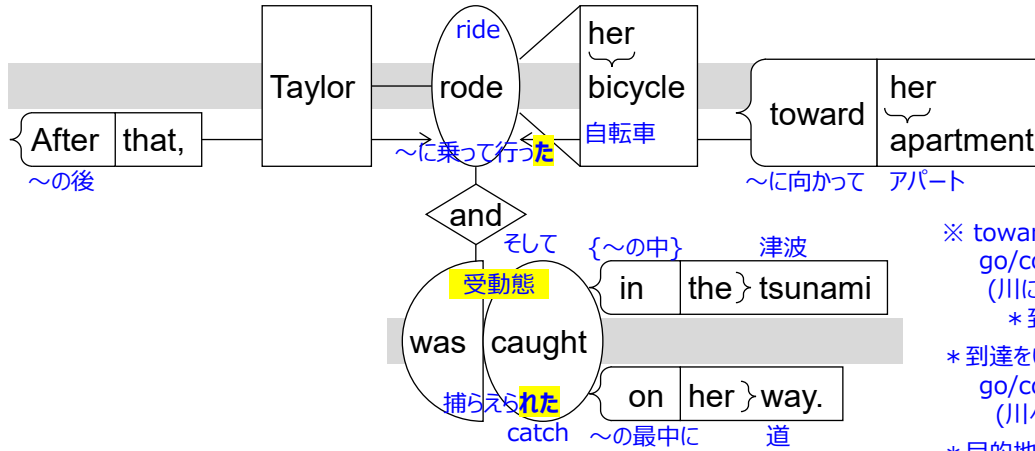 ride
her
Taylor rode bicycle
toward her
After that,
自転車
apartment
～に乗って行った
～の後
～に向かって アパート
and
そして
{～の中} 津波
受動態
in the tsunami
was caught
捕らえられた
on her way.
catch ～の最中に 道
※ towar
go/co
(川に
＊到
＊到達を
go/co
(川へ